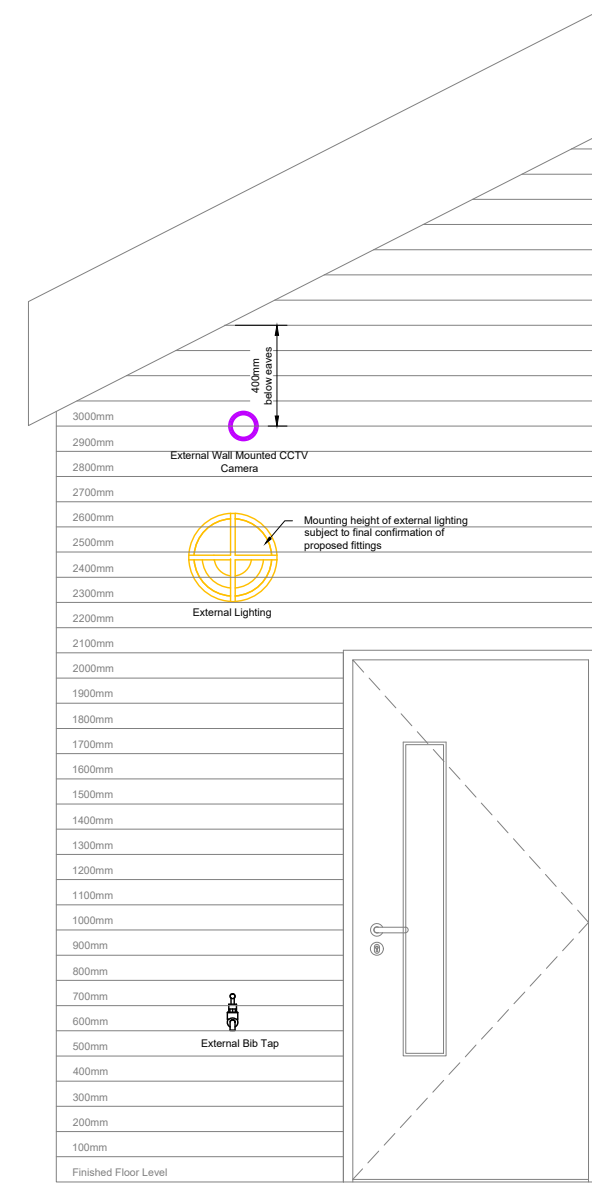 400mm
below eaves
3000mm
2900mm
External Wall Mounted CCTV
Camera
2800mm
2700mm
2600mm
Mounting height of external lighting
subject to final confirmation of
proposed fittings
2500mm
2400mm
2300mm
External Lighting
2200mm
2100mm
2000mm
1900mm
1800mm
1700mm
1600mm
1500mm
1400mm
1300mm
1200mm
1100mm
1000mm
900mm
800mm
700mm
600mm
External Bib Tap
500mm
400mm
300mm
200mm
100mm
Finished Floor Level